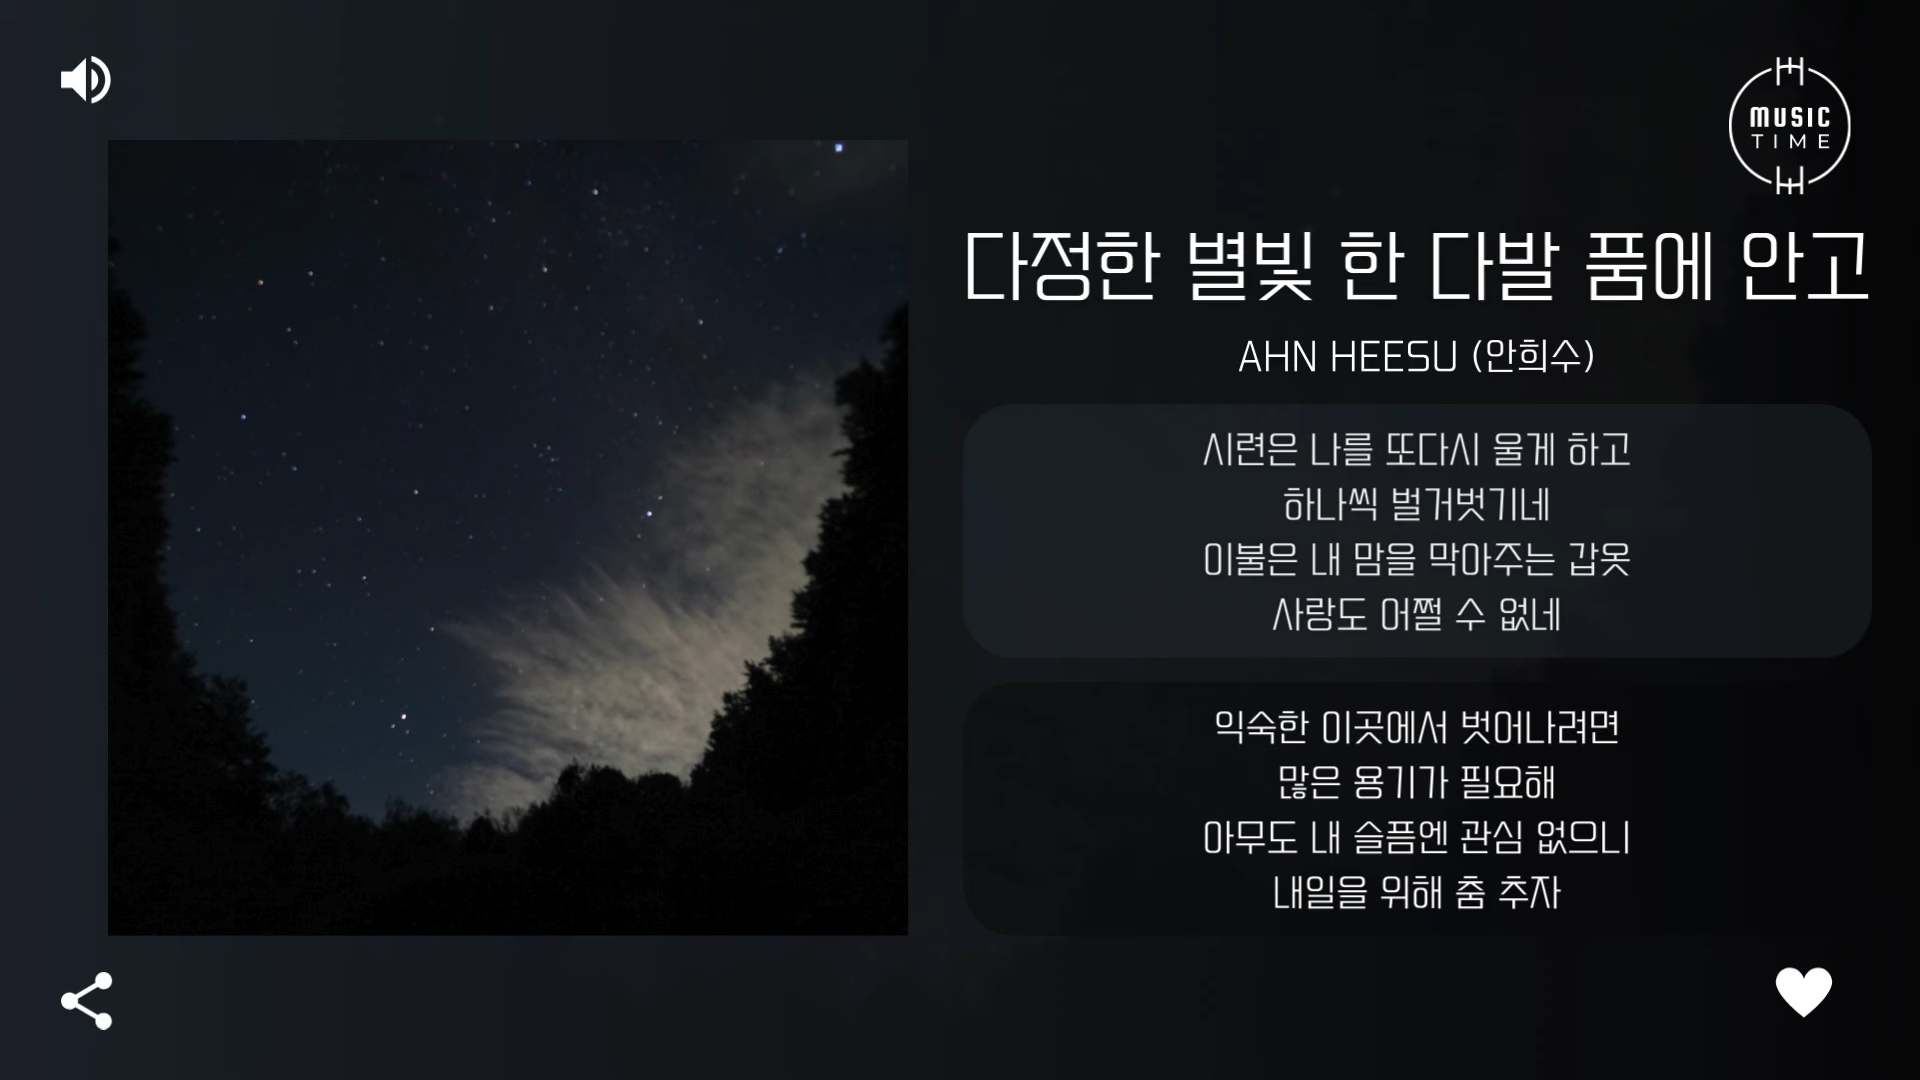 MUSIC
TIME
다정한 별빛 한 다발 품에 안고
AHN HEESU (안희수)
시련은 나를 또다시 울게 하고
하나씩 벌거벗기네
이불은 내 맘을 막아주는 갑옷
사랑도 어쩔 수 없네
익숙한 이곳에서 벗어나려면
많은 용기가 필요해
아무도 내 슬픔엔 관심 없으니
내일을 위해 춤 추자